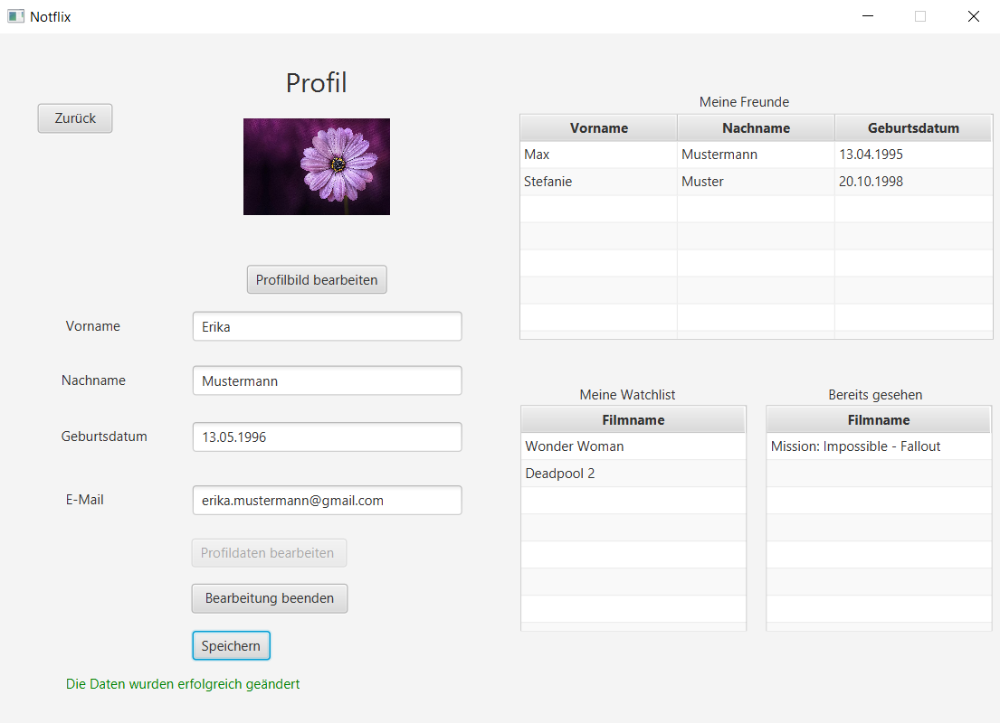 Notflix
Profil
Zurück
Profilbild bearbeiten
Vorname
Erika
Nachname
Mustermann
Geburtsdatum
13.05.1996
E-Mail
erika.mustermann@gmail.com
Profildaten bearbeiten
Bearbeitung beenden
Speichern
Die Daten wurden erfolgreich geändert
Meine Freunde
Vorname Nachname Geburtsdatum
Max Mustermann 13.04.1995
Stefanie Muster 20.10.1998
Meine Watchlist
Filmname
Wonder Woman
Deadpool 2
Bereits gesehen
Filmname
Mission: Impossible - Fallout